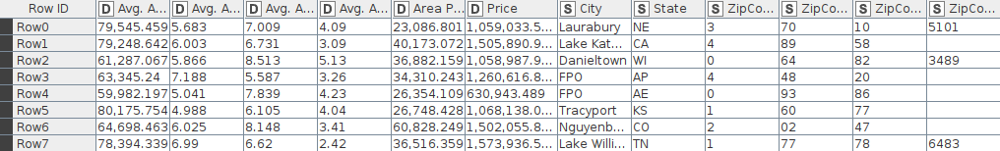 Row ID D Avg. A... D Avg. A... D Avg. A... D Avg. A... D Area P... D Price S City S State S ZipCo... S ZipCo... S ZipCo... S ZipCo...
Row0 79,545.459 5.683 7.009 4.09 23,086.801 1,059,033.5... Laurabury NE 3 70 10 5101
Row1 79,248.642 6.003 6.731 3.09 40,173.072 1,505,890.9... Lake Kat... CA 4 89 58
Row2 61,287.067 5.866 8.513 5.13 36,882.159 1,058,987.9... Danieltown WI 0 64 82 3489
Row3 63,345.24 7.188 5.587 3.26 34,310.243 1,260,616.8... FPO AP 4 48 20
Row4 59,982.197 5.041 7.839 4.23 26,354.109 630,943.489 FPO AE 0 93 86
Row5 80,175.754 4.988 6.105 4.04 26,748.428 1,068,138.0... Tracyport KS 1 60 77
Row6 64,698.463 6.025 8.148 3.41 60,828.249 1,502,055.8... Nguyenb... CO 2 02 47
Row7 78,394.339 6.99 6.62 2.42 36,516.359 1,573,936.5... Lake Willi... TN 1 77 78 6483